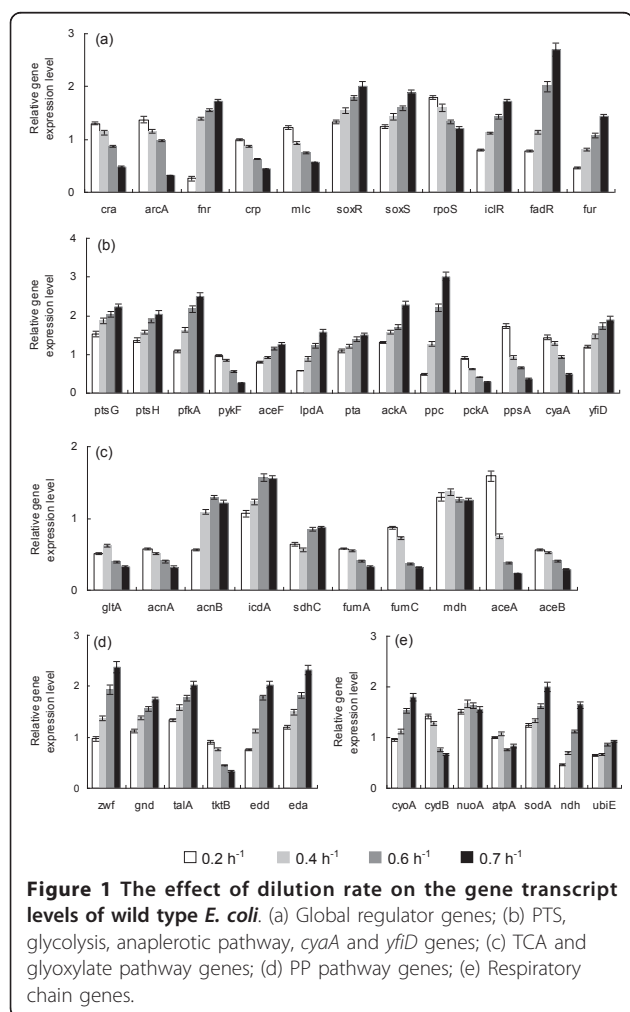 (a)
Relative gene expression level
3
2
1
0
cra arcA fnr crp mlc soxR soxS rpoS iclR fadR fur
(b)
Relative gene expression level
4
3
2
1
0
ptsG ptsH pfkA pykF aceF lpdA pta ackA ppc pckA ppsA cyaA yfiD
(c)
Relative gene expression level
2
1
0
gltA acnA acnB icdA sdhC fumA fumC mdh aceA aceB
(d)
Relative gene expression level
3
2
1
0
zwf gnd talA tktB edd eda
(e)
Relative gene expression level
3
2
1
0
cyoA cydB nuoA atpA sodA ndh ubiE
0.2 h-1 0.4 h-1 0.6 h-1 0.7 h-1
Figure 1 The effect of dilution rate on the gene transcript
levels of wild type E. coli. (a) Global regulator genes; (b) PTS,
glycolysis, anaplerotic pathway, cyaA and yfiD genes; (c) TCA and
glyoxylate pathway genes; (d) PP pathway genes; (e) Respiratory
chain genes.